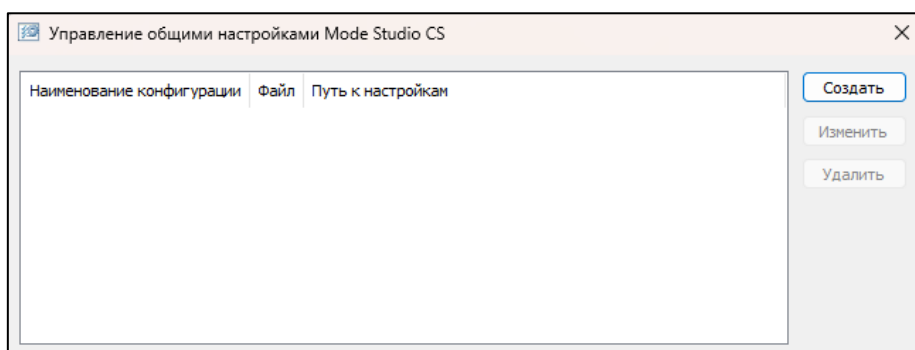 Управление общими настройками Mode Studio CS
Наименование конфигурации Файл Путь к настройкам
Создать
Изменить
Удалить